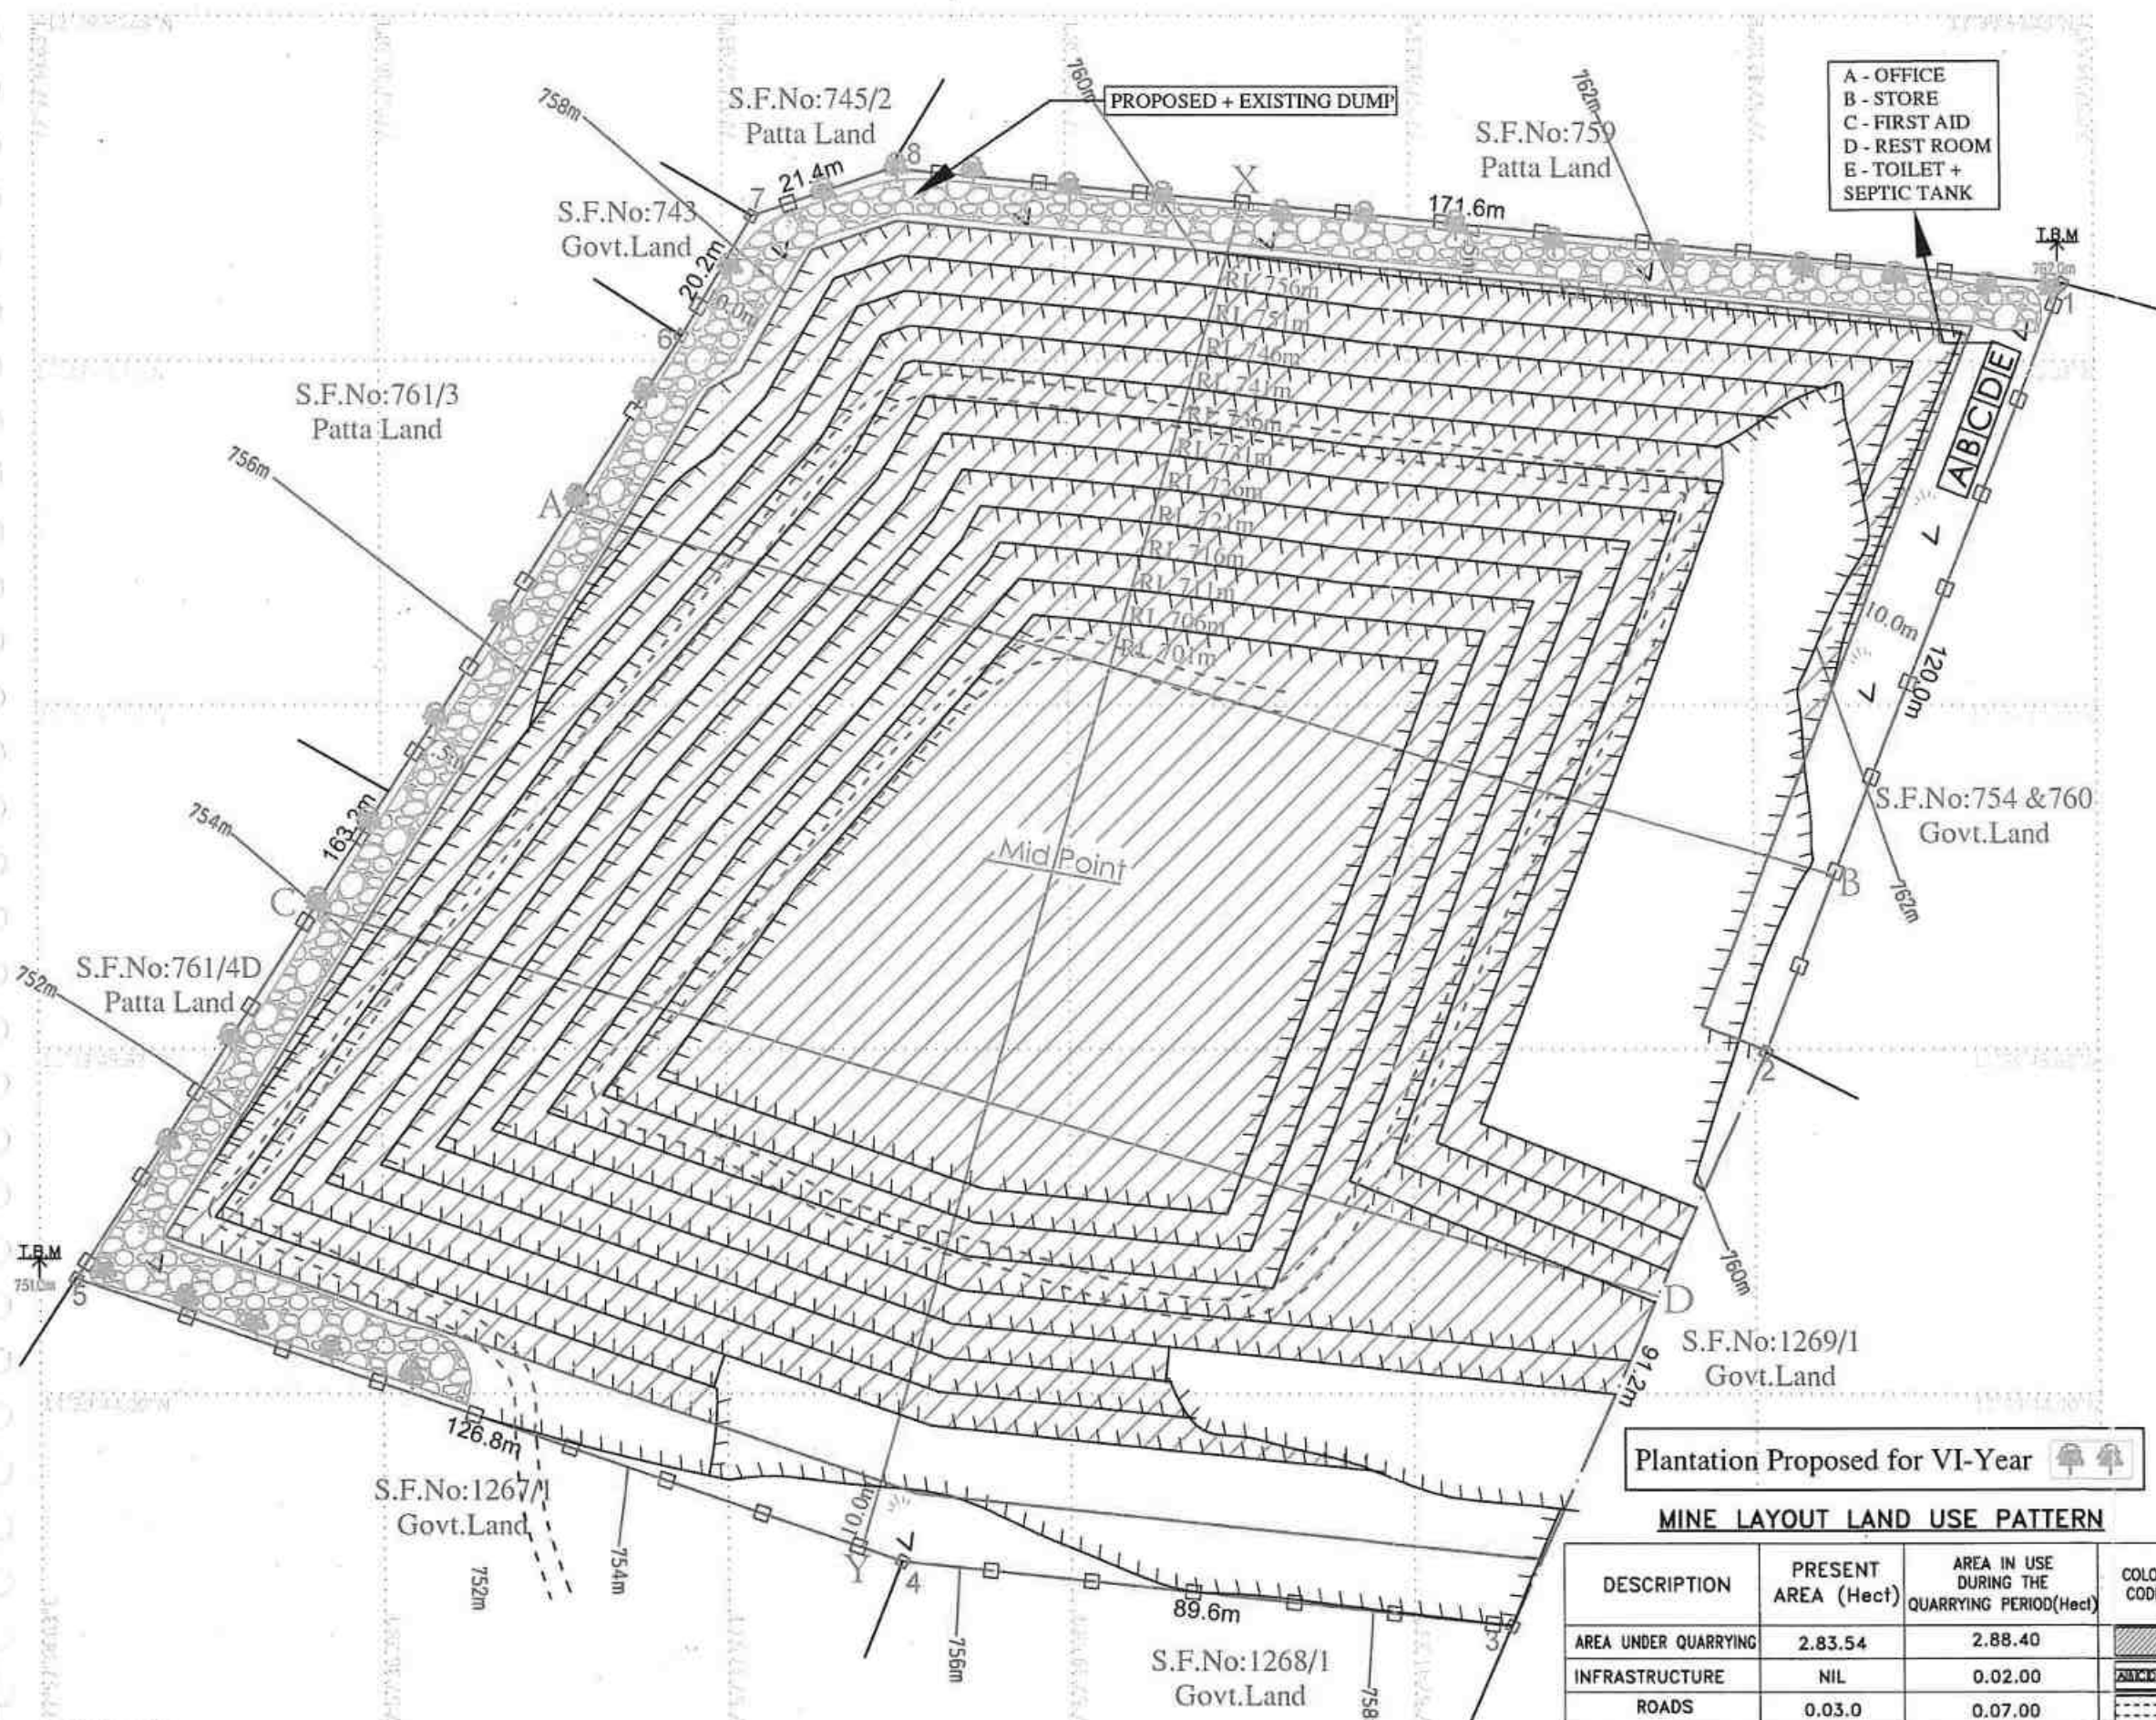 S.F.No:745/2
Patta Land
PROPOSED + EXISTING DUMP
S.F.No:759
Patta Land
A - OFFICE
B - STORE
C - FIRST AID
D - REST ROOM
E - TOILET +
SEPTIC TANK
758m
760m
762m
8
7
21.4m
X
171.6m
T.B.M
762.0m
1
S.F.No:743
Govt.Land
20.2m
6
RL 756m
RL 751m
RL 746m
RL 741m
RL 736m
RL 731m
RL 726m
RL 721m
RL 716m
RL 711m
RL 706m
RL 701m
A B C D E
S.F.No:761/3
Patta Land
756m
A
10.0m
120.0m
754m
163.2m
S.F.No:754 &760
Govt.Land
Mid Point
B
762m
C
S.F.No:761/4D
Patta Land
752m
2
T.B.M
751.0m
5
760m
D
S.F.No:1269/1
Govt.Land
91.2m
126.8m
S.F.No:1267/1
Govt.Land
752m
754m
10.0m
Y
4
756m
89.6m
S.F.No:1268/1
Govt.Land
758
3
Plantation Proposed for VI-Year
MINE LAYOUT LAND USE PATTERN
DESCRIPTION PRESENT AREA (Hect) AREA IN USE DURING THE QUARRYING PERIOD(Hect) COLO CODE
AREA UNDER QUARRYING 2.83.54 2.88.40
INFRASTRUCTURE NIL 0.02.00
ROADS 0.03.0 0.07.00